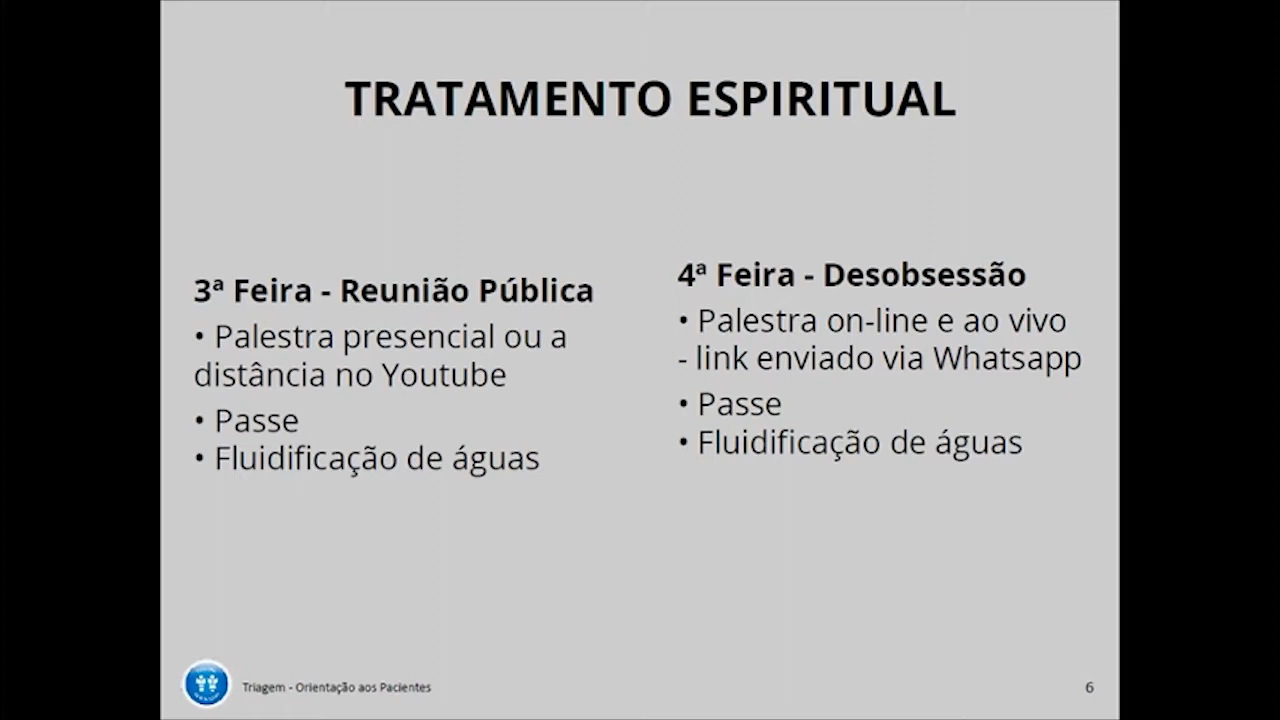 TRATAMENTO ESPIRITUAL
3ª Feira - Reunião Pública
• Palestra presencial ou a
distância no Youtube
• Passe
• Fluidificação de águas
4ª Feira - Desobsessão
• Palestra on-line e ao vivo
- link enviado via Whatsapp
• Passe
• Fluidificação de águas
Triagem - Orientação aos Pacientes
6